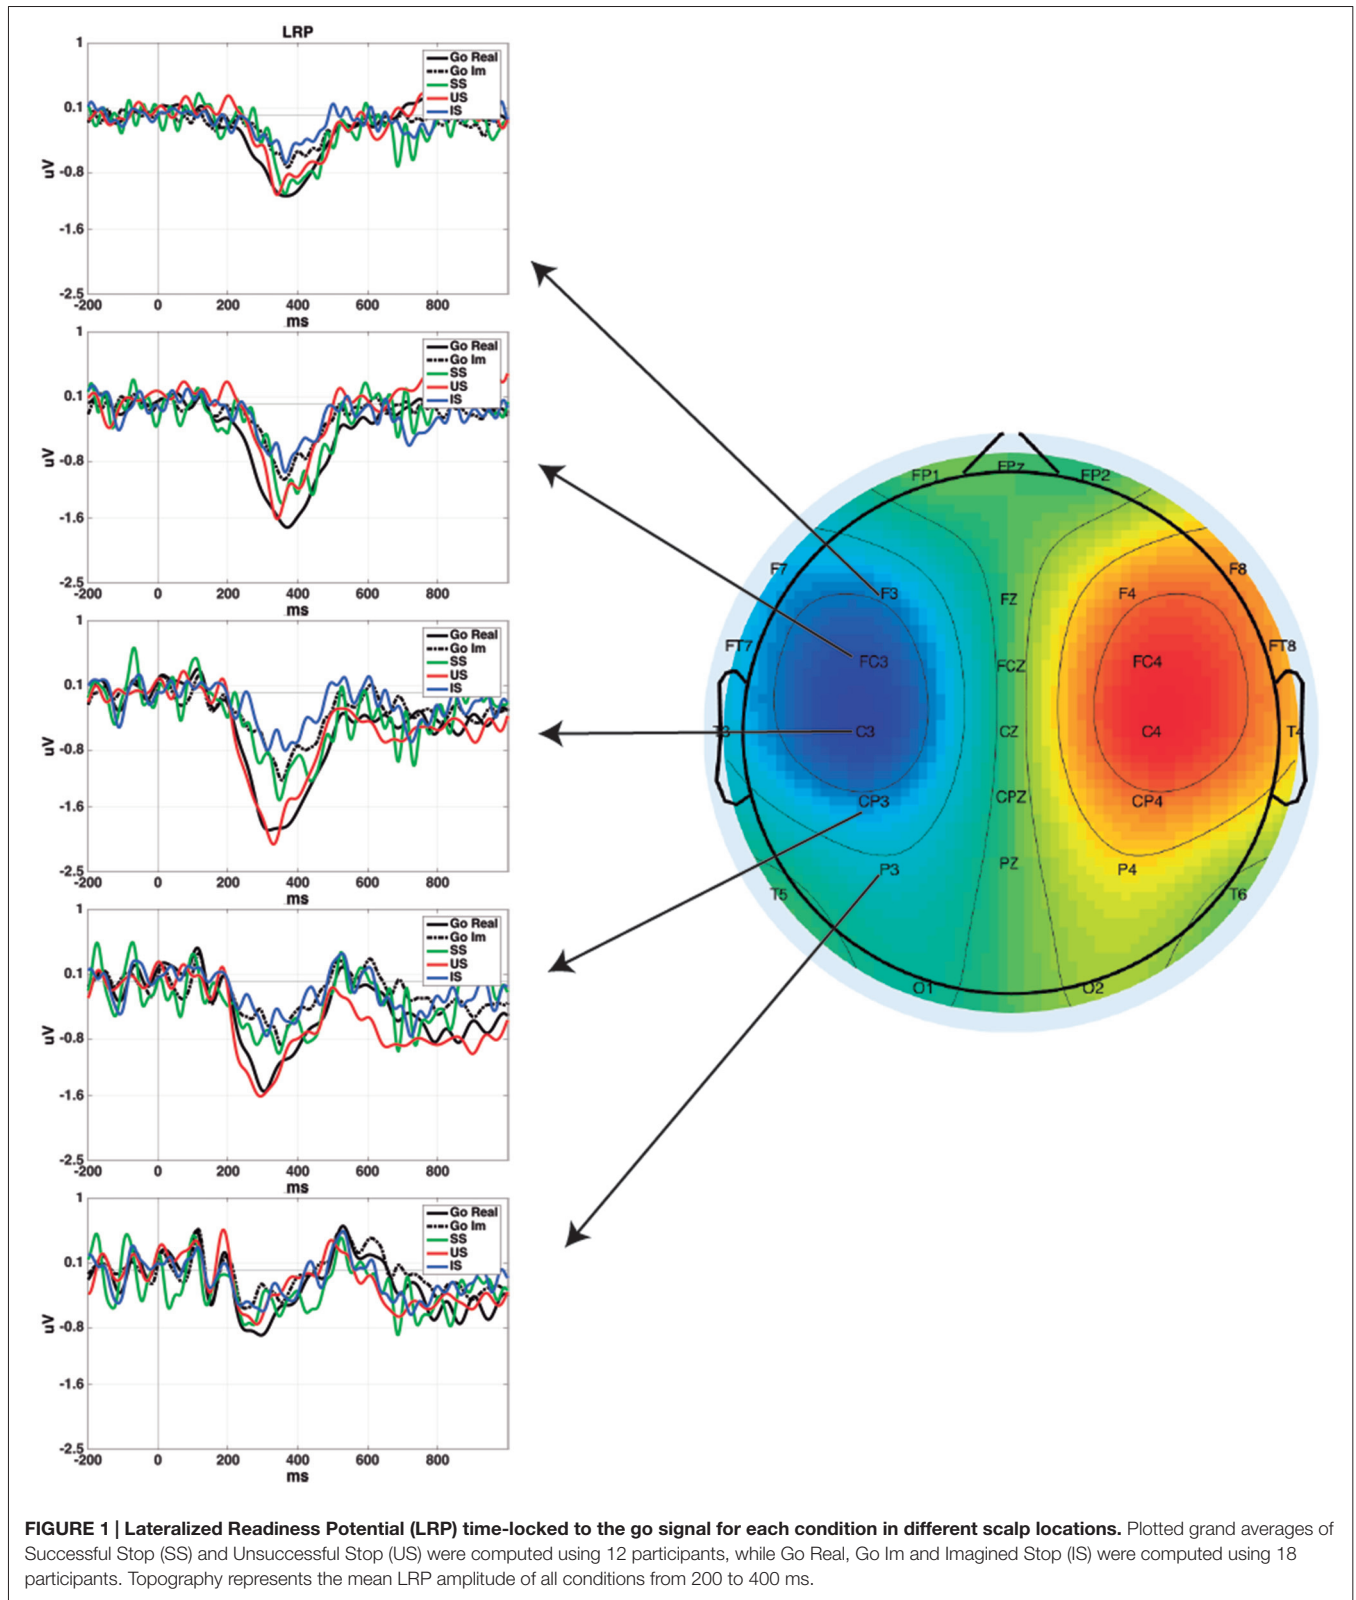 LRP
1
0.1
-0.8
-1.6
-2.5
uV
-200 0 200 400 600 800
ms
Go Real
Go Im
SS
US
IS
1
0.1
-0.8
-1.6
-2.5
uV
-200 0 200 400 600 800
ms
Go Real
Go Im
SS
US
IS
1
0.1
-0.8
-1.6
-2.5
uV
-200 0 200 400 600 800
ms
Go Real
Go Im
SS
US
IS
1
0.1
-0.8
-1.6
-2.5
uV
-200 0 200 400 600 800
ms
Go Real
Go Im
SS
US
IS
1
0.1
-0.8
-1.6
-2.5
uV
-200 0 200 400 600 800
ms
Go Real
Go Im
SS
US
IS
FP1 FPz FP2
F7 F3 FZ F4 F8
FT7 FC3 FCZ FC4 FT8
T3 C3 CZ C4 T4
CP3 CPZ CP4
T5 P3 PZ P4 T6
O1 O2
FIGURE 1 | Lateralized Readiness Potential (LRP) time-locked to the go signal for each condition in different scalp locations. Plotted grand averages of
Successful Stop (SS) and Unsuccessful Stop (US) were computed using 12 participants, while Go Real, Go Im and Imagined Stop (IS) were computed using 18
participants. Topography represents the mean LRP amplitude of all conditions from 200 to 400 ms.